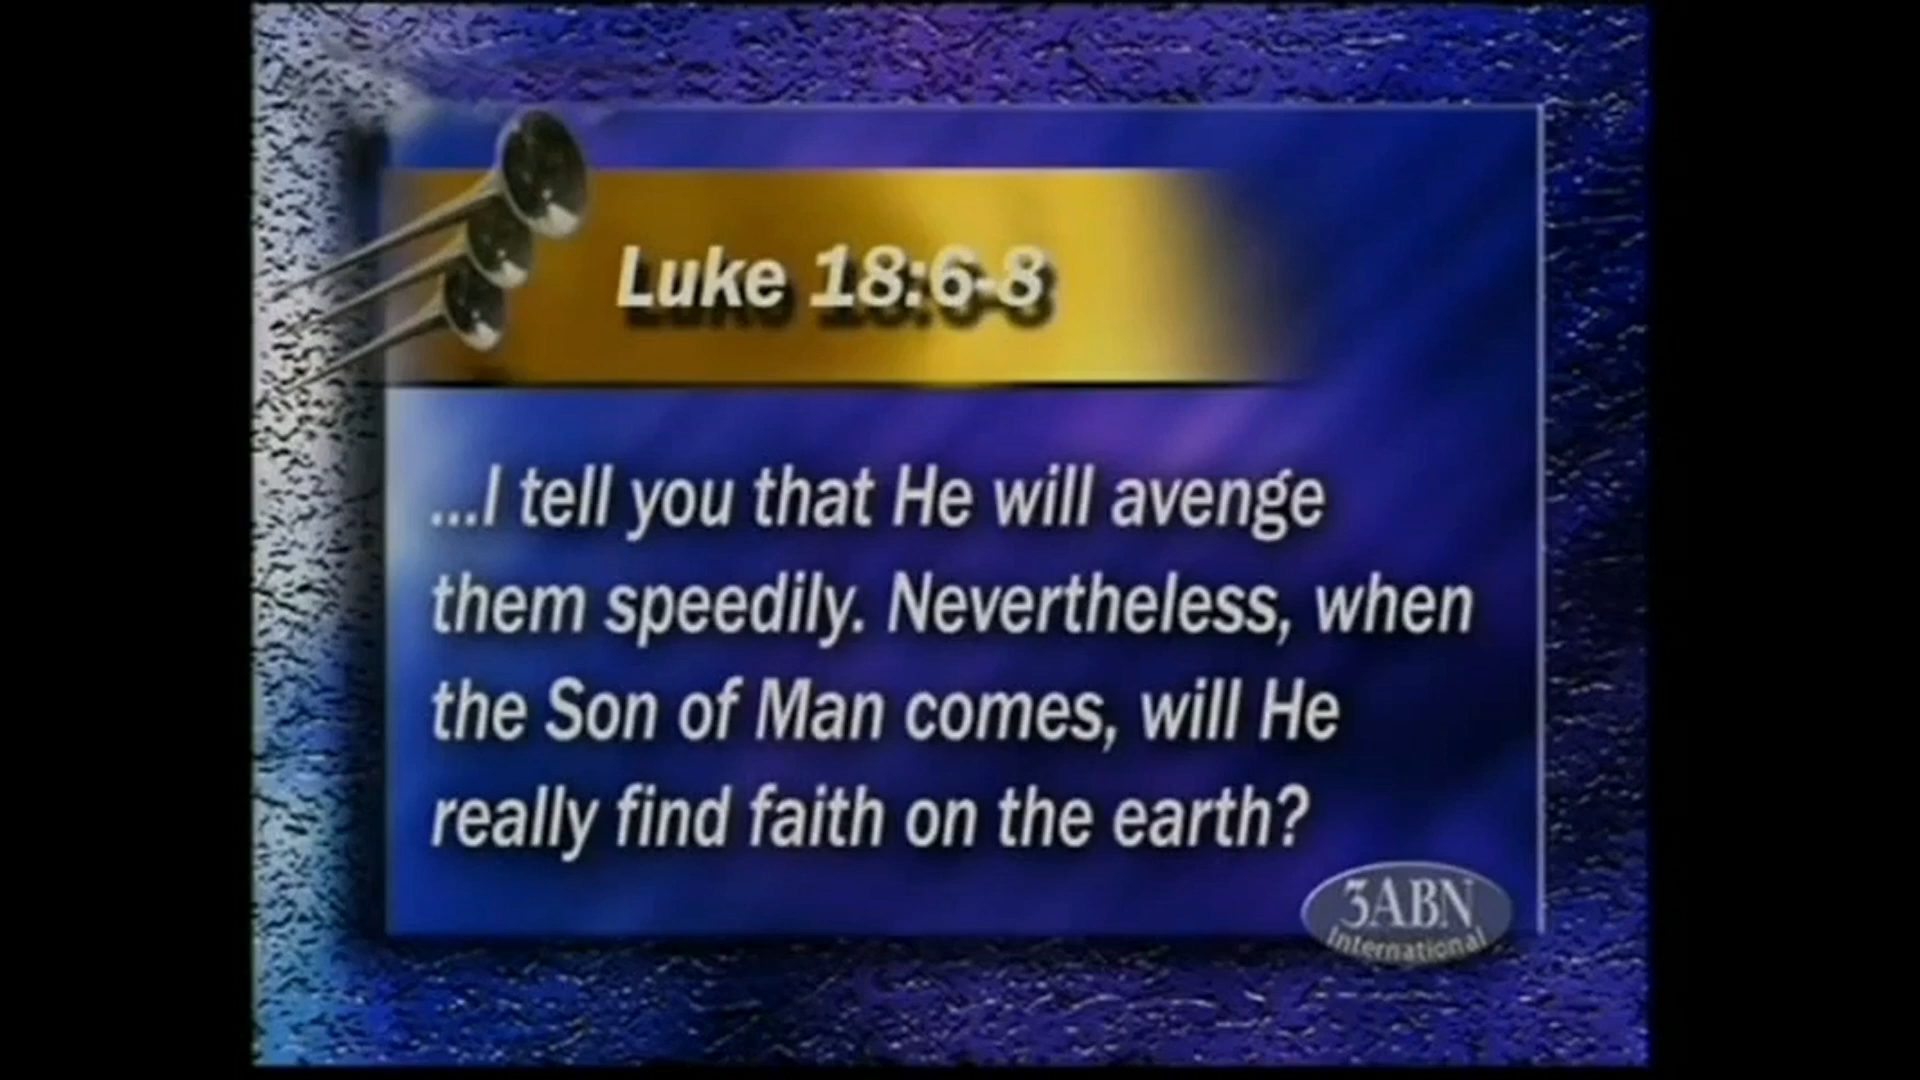 Luke 18:6-8
...I tell you that He will avenge
them speedily. Nevertheless, when
the Son of Man comes, will He
really find faith on the earth?
3ABN
International